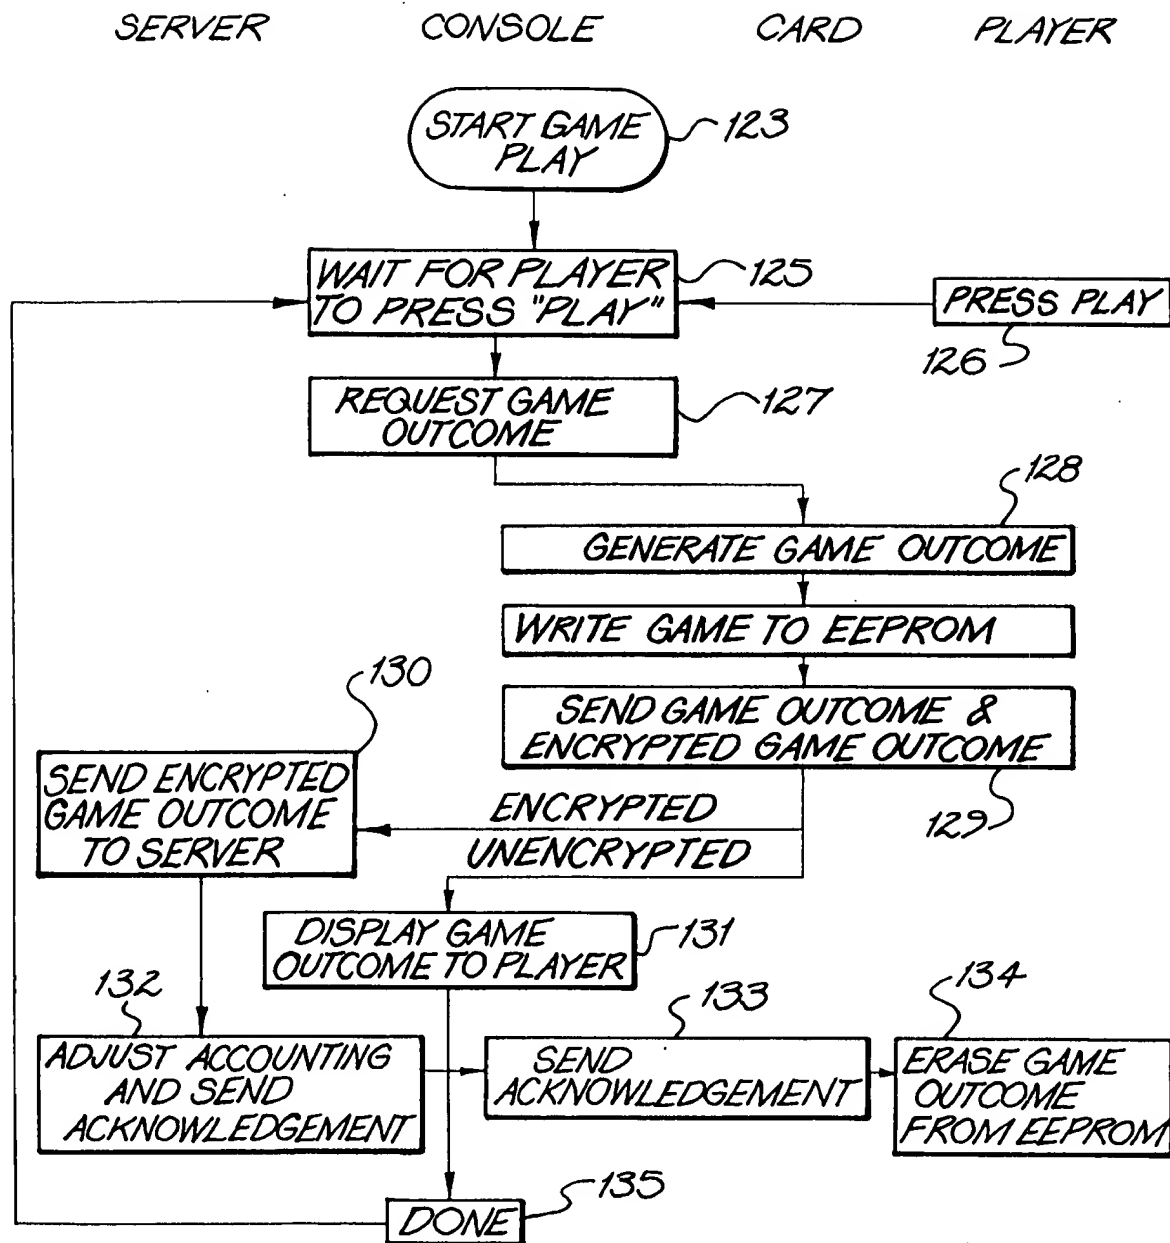 SERVER CONSOLE CARD PLAYER
START GAME
PLAY
123
WAIT FOR PLAYER
TO PRESS "PLAY"
125
PRESS PLAY
126
REQUEST GAME
OUTCOME
127
128
GENERATE GAME OUTCOME
WRITE GAME TO EEPROM
SEND GAME OUTCOME &
ENCRYPTED GAME OUTCOME
129
130
SEND ENCRYPTED
GAME OUTCOME
TO SERVER
ENCRYPTED
UNENCRYPTED
DISPLAY GAME
OUTCOME TO PLAYER
131
132
ADJUST ACCOUNTING
AND SEND
ACKNOWLEDGEMENT
133
SEND
ACKNOWLEDGEMENT
134
ERASE GAME
OUTCOME
FROM EEPROM
DONE
135